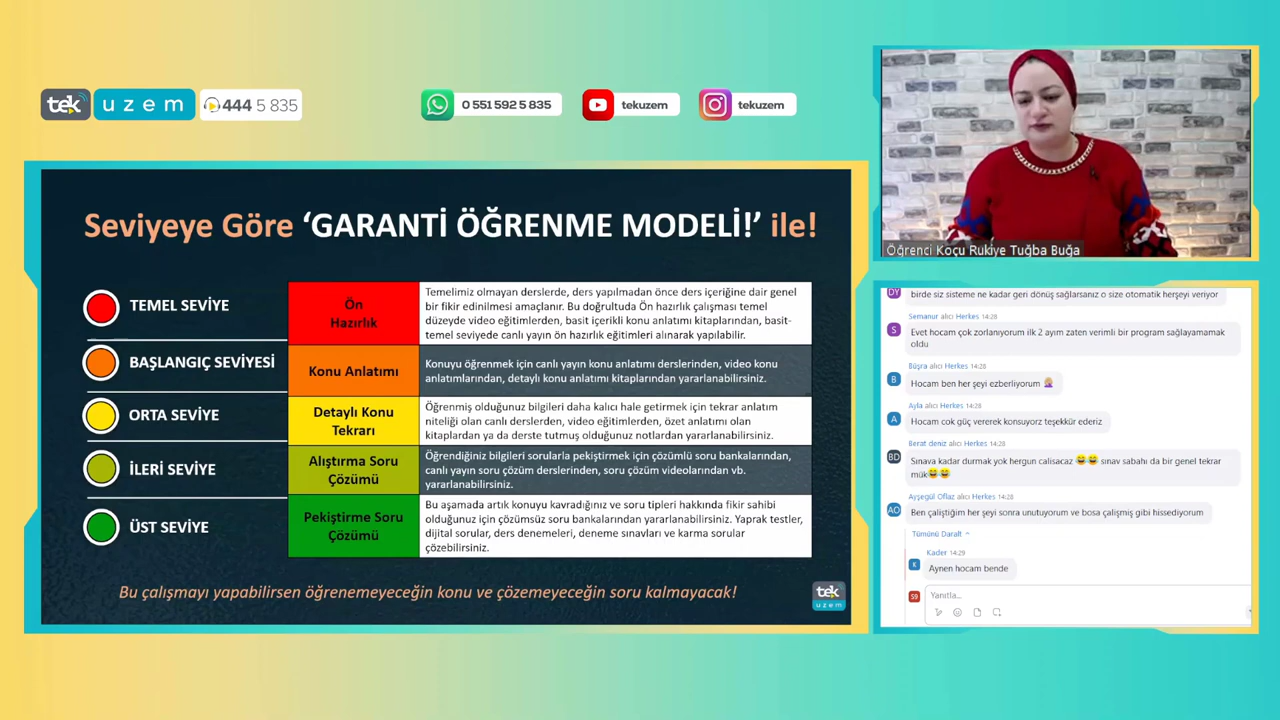 tek
uzem
444 5 835
0 551 592 5 835
tekuzem
tekuzem
Seviyeye Göre ‘GARANTİ ÖĞRENME MODELİ!’ ile!
TEMEL SEVİYE
Ön
Hazırlık
Temelimiz olmayan derslerde, ders yapılmadan önce ders içeriğine dair genel
bir fikir edinilmesi amaçlanır. Bu doğrultuda Ön hazırlık çalışması temel
düzeyde video eğitimlerden, basit içerikli konu anlatımı kitaplarından, basit-
temel seviyede canlı yayın ön hazırlık eğitimleri alınarak yapılabilir.
BAŞLANGIÇ SEVİYESİ
Konu Anlatımı
Konuyu öğrenmek için canlı yayın konu anlatımı derslerinden, video konu
anlatımlarından, detaylı konu anlatımı kitaplarından yararlanabilirsiniz.
ORTA SEVİYE
Detaylı Konu
Tekrarı
Öğrenmiş olduğunuz bilgileri daha kalıcı hale getirmek için tekrar anlatım
niteliği olan canlı derslerden, video eğitimlerden, özet anlatımı olan
kitaplardan ya da derste tutmuş olduğunuz notlardan yararlanabilirsiniz.
İLERİ SEVİYE
Alıştırma Soru
Çözümü
Öğrendiğiniz bilgileri sorularla pekiştirmek için çözümlü soru bankalarından,
canlı yayın soru çözüm derslerinden, soru çözüm videolarından vb.
yararlanabilirsiniz.
ÜST SEVİYE
Pekiştirme Soru
Çözümü
Bu aşamada artık konuyu kavradığınız ve soru tipleri hakkında fikir sahibi
olduğunuz için çözümsüz soru bankalarından yararlanabilirsiniz. Yaprak testler,
dijital sorular, ders denemeleri, deneme sınavları ve karma sorular
çözebilirsiniz.
Bu çalışmayı yapabilirsen öğrenemeyeceğin konu ve çözemeyeceğin soru kalmayacak!
tek
uzem
Öğrenci Koçu Rukiye Tuğba Buğa
DY
birde siz sisteme ne kadar geri dönüş sağlarsanız o size otomatik herşeyi veriyor
Semanur alıcı Herkes 14:28
S
Evet hocam çok zorlanıyorum ilk 2 ayım zaten verimli bir program sağlayamamak
oldu
Büşra alıcı Herkes 14:28
B
Hocam ben her şeyi ezberliyorum 🤦🏼‍♀️
Ayla alıcı Herkes 14:28
A
Hocam cok güç vererek konusyorz teşekkür ederiz
Berat deniz alıcı Herkes 14:28
BD
Sınava kadar durmak yok hergun calisacaz 😂😂 sınav sabahı da bir genel tekrar
mük😂😂
Ayşegül Oflaz alıcı Herkes 14:28
AO
Ben çaliştiğim her şeyi sonra unutuyorum ve bosa çalişmiş gibi hissediyorum
Tümünü Daralt ^
Kader 14:29
K
Aynen hocam bende
S9
Yanıtla...